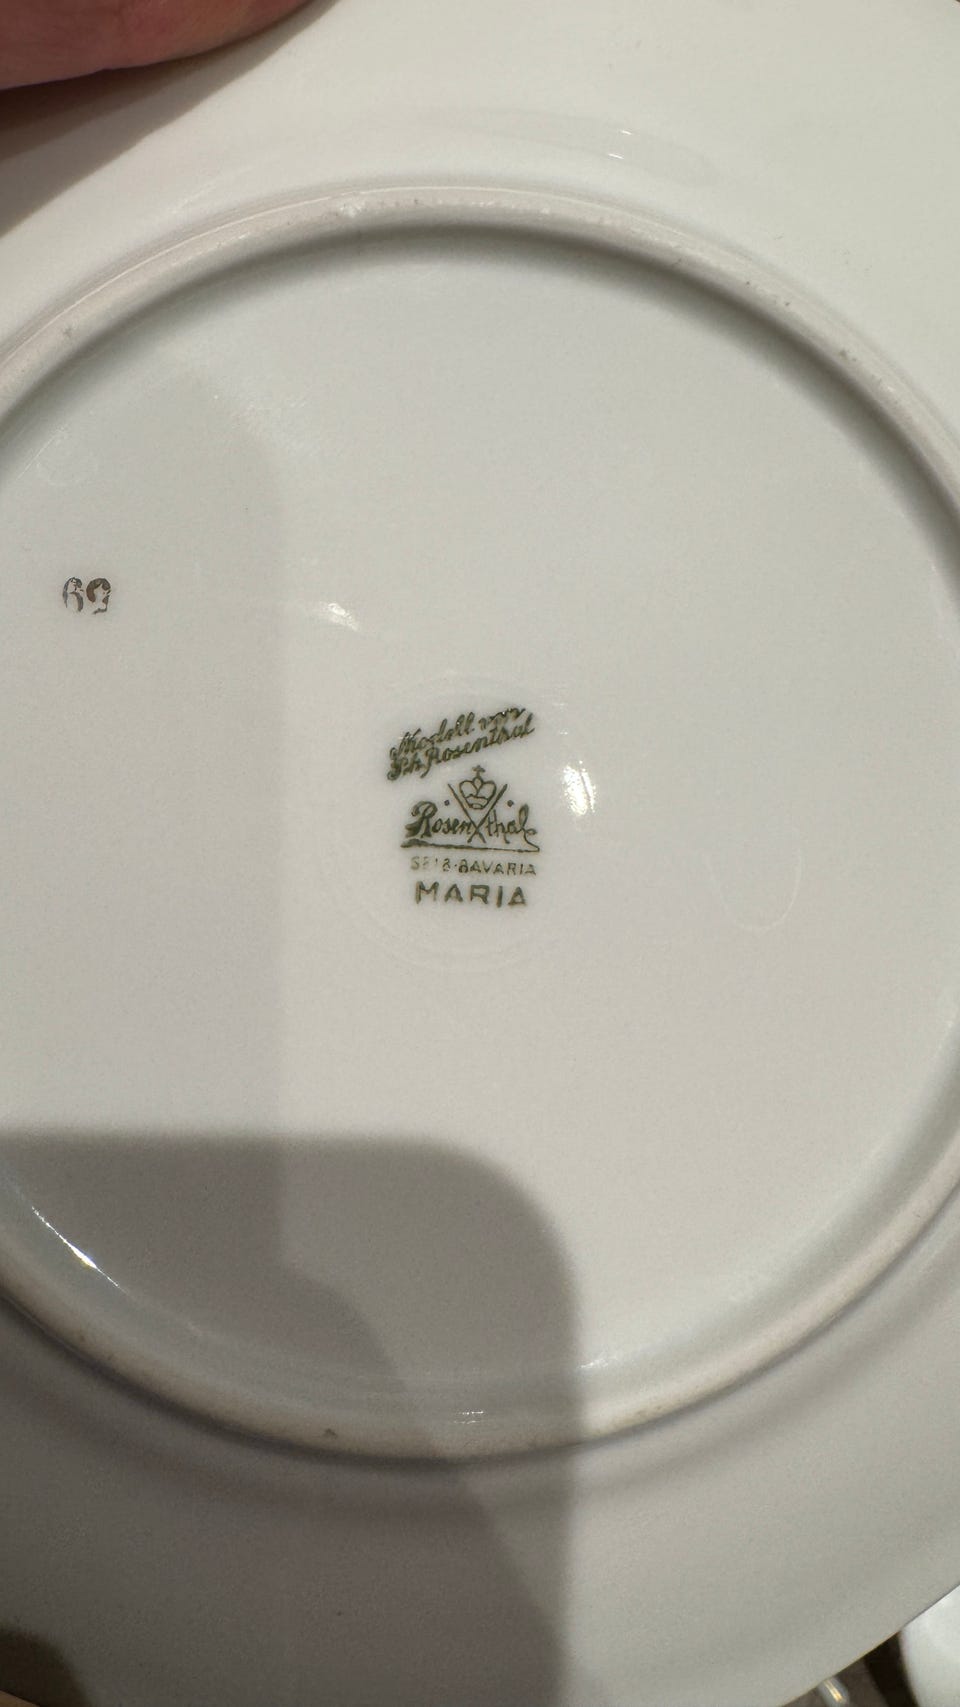 69
Modell von
Ph. Rosenthal
Rosenthal
SELB-BAVARIA
MARIA